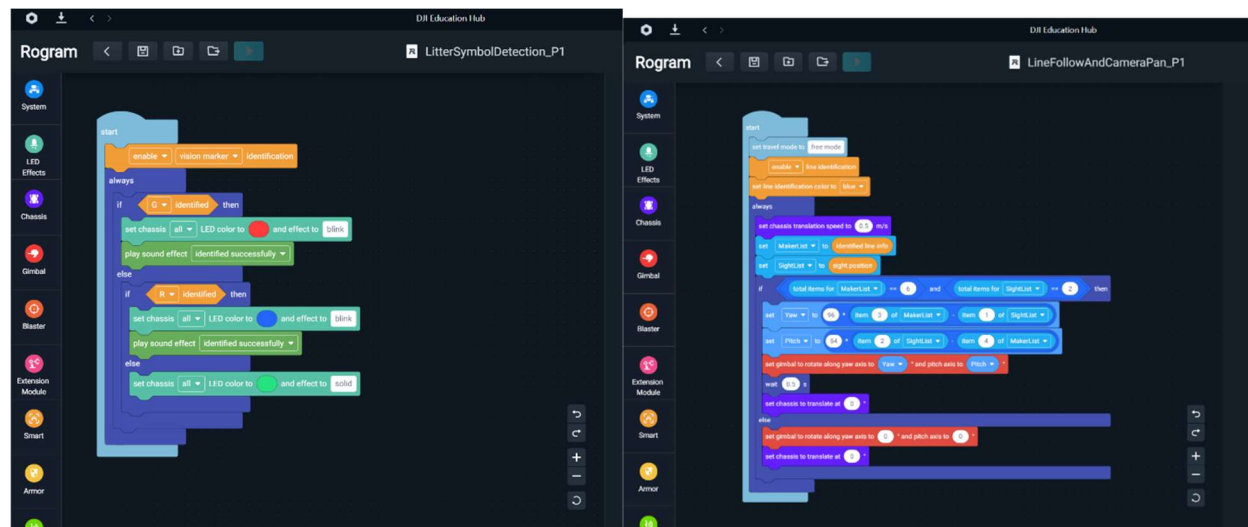 DJI Education Hub
Rogram
LitterSymbolDetection_P1
System
LED
Effects
Chassis
Gimbal
Blaster
Extension
Module
Smart
Armor
start
enable vision marker identification
always
if G identified then
set chassis all LED color to and effect to blink
play sound effect identified successfully
else
if R identified then
set chassis all LED color to and effect to blink
play sound effect identified successfully
else
set chassis all LED color to and effect to solid
DJI Education Hub
Rogram
LineFollowAndCameraPan_P1
System
LED
Effects
Chassis
Gimbal
Blaster
Extension
Module
Smart
Armor
start
set travel mode to free mode
enable line identification
set line identification color to blue
always
set chassis translation speed to 0.5 m/s
set MakerList to identified line info
set SightList to sight position
if total items for MakerList == 6 and total items for SightList == 2 then
set Yaw to 96 * item 3 of MakerList - item 1 of SightList
set Pitch to 54 * item 2 of SightList - item 4 of MakerList
set gimbal to rotate along yaw axis to Yaw ° and pitch axis to Pitch °
wait 0.5 s
set chassis to translate at 0 °
else
set gimbal to rotate along yaw axis to 0 ° and pitch axis to 0 °
set chassis to translate at 0 °